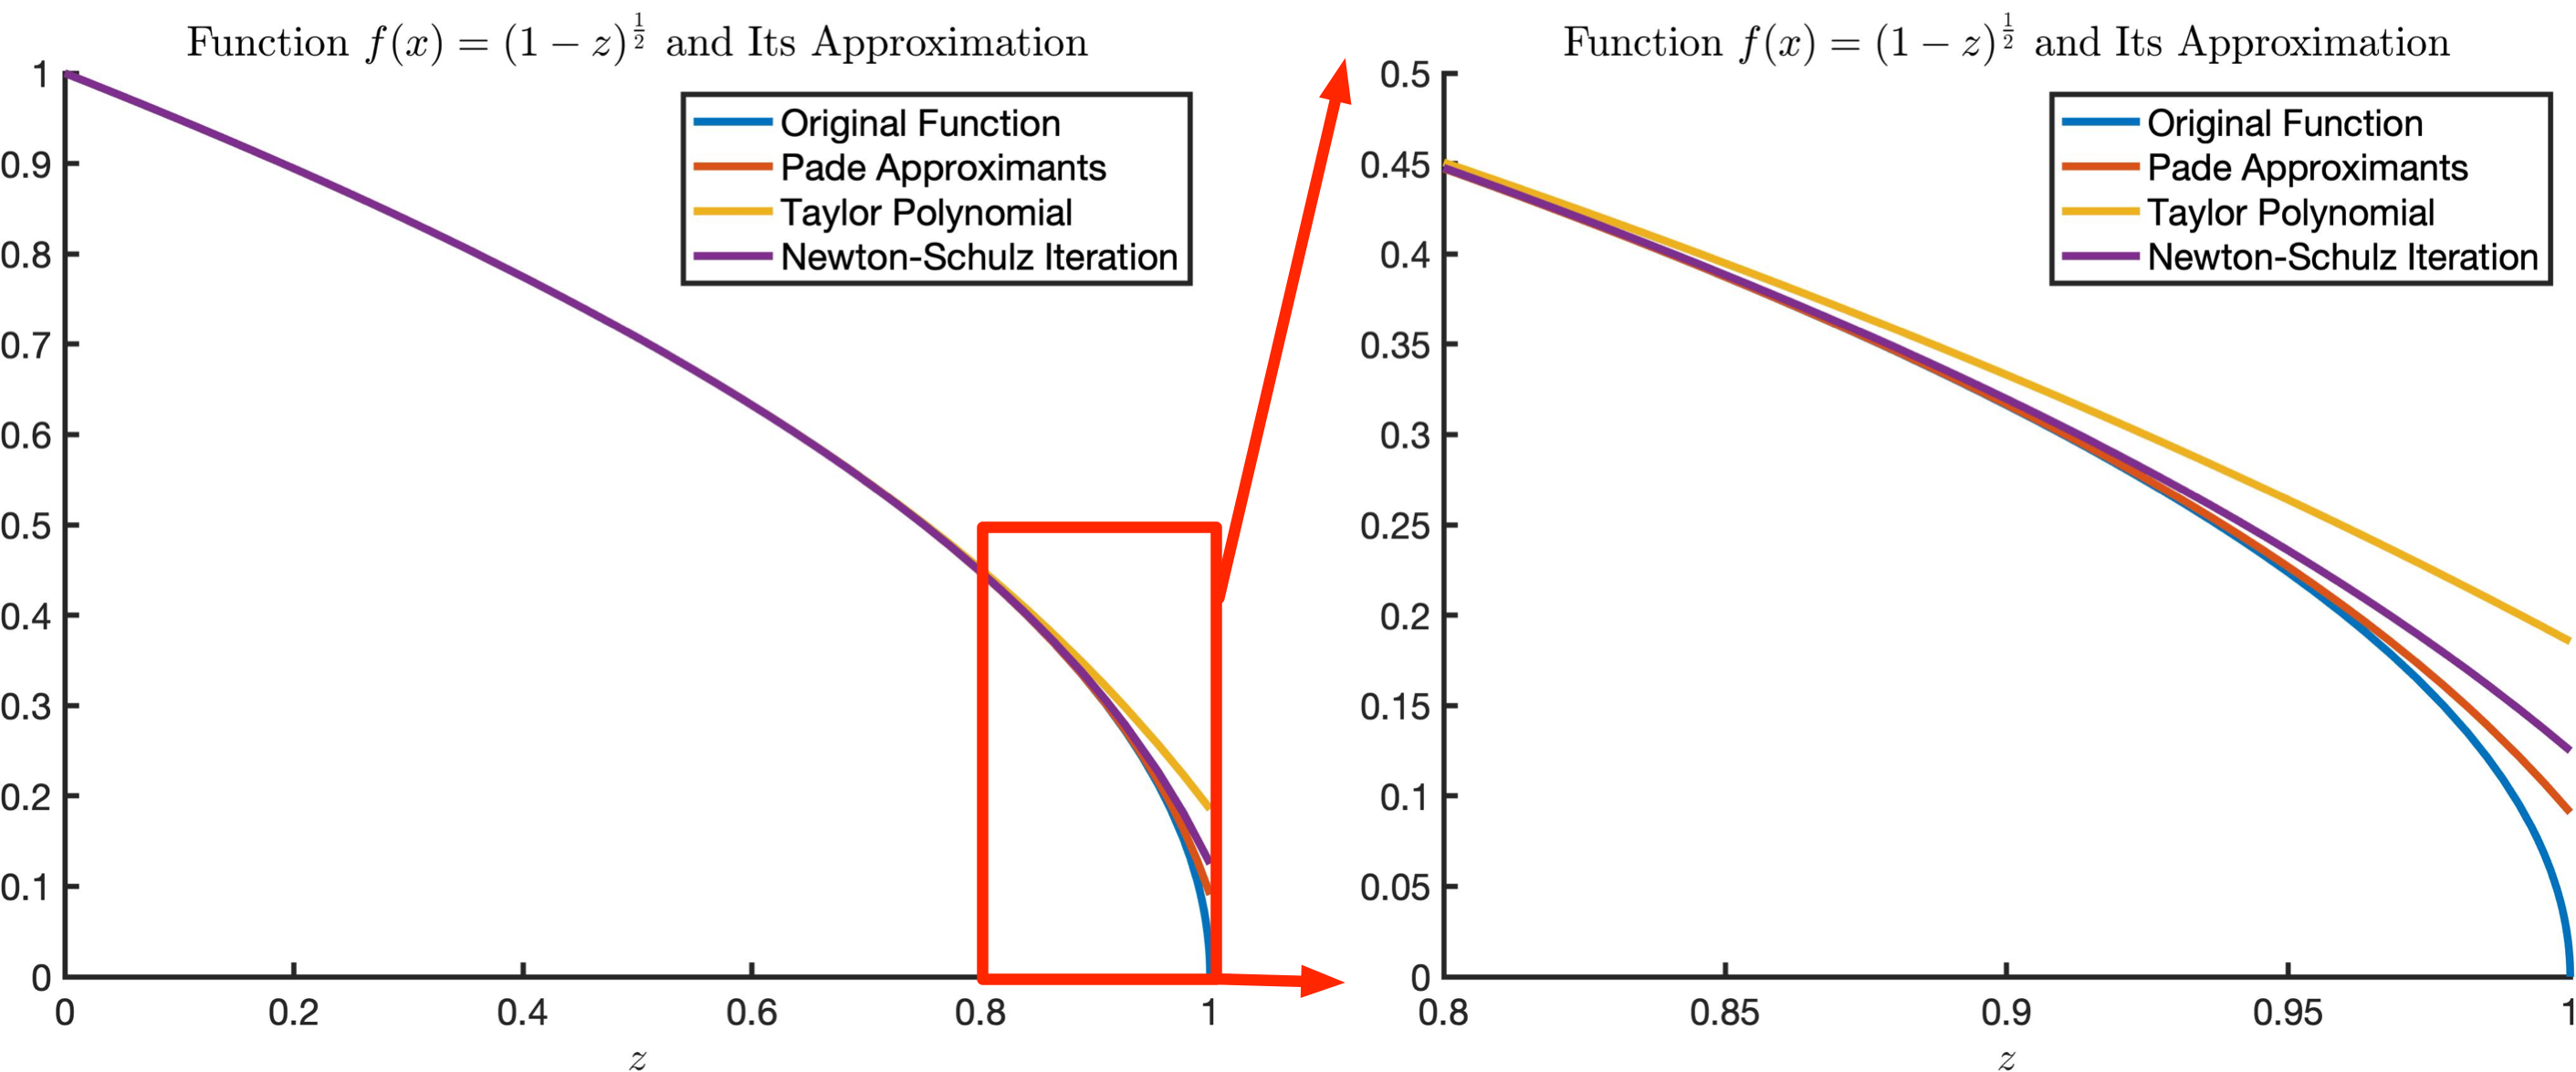 Function f(x) = (1 − z)^{1/2} and Its Approximation
1
0.9
0.8
0.7
0.6
0.5
0.4
0.3
0.2
0.1
0
Original Function
Pade Approximants
Taylor Polynomial
Newton-Schulz Iteration
0 0.2 0.4 0.6 0.8 1
z
Function f(x) = (1 − z)^{1/2} and Its Approximation
0.5
0.45
0.4
0.35
0.3
0.25
0.2
0.15
0.1
0.05
0
Original Function
Pade Approximants
Taylor Polynomial
Newton-Schulz Iteration
0.8 0.85 0.9 0.95 1
z